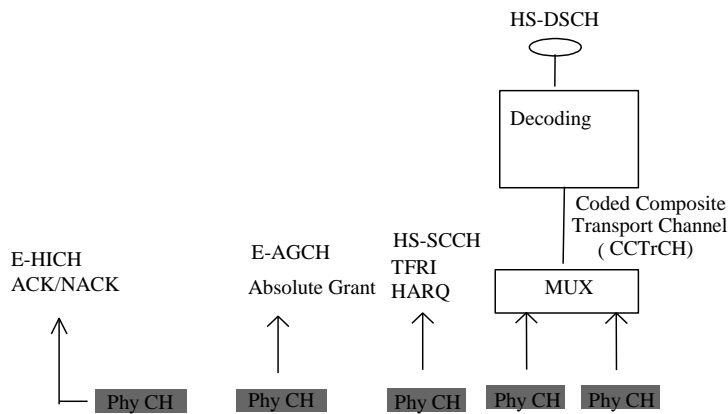 HS-DSCH
Decoding
Coded Composite
Transport Channel
( CCTrCH)
E-HICH
ACK/NACK
E-AGCH
Absolute Grant
HS-SCCH
TFRI
HARQ
MUX
Phy CH
Phy CH
Phy CH
Phy CH
Phy CH